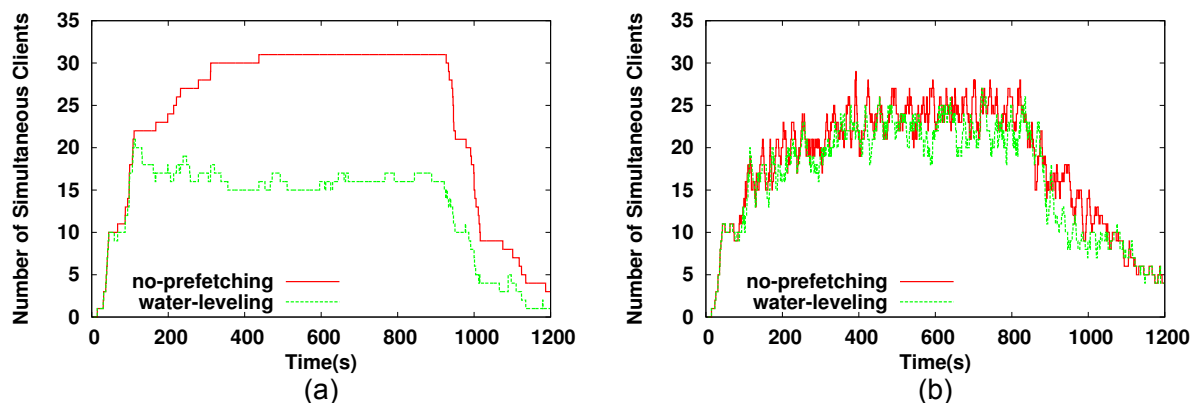 Number of Simultaneous Clients
35
30
25
20
15
10
5
0
no-prefetching
water-leveling
0 200 400 600 800 1000 1200
Time(s)
(a)
Number of Simultaneous Clients
35
30
25
20
15
10
5
0
no-prefetching
water-leveling
0 200 400 600 800 1000 1200
Time(s)
(b)